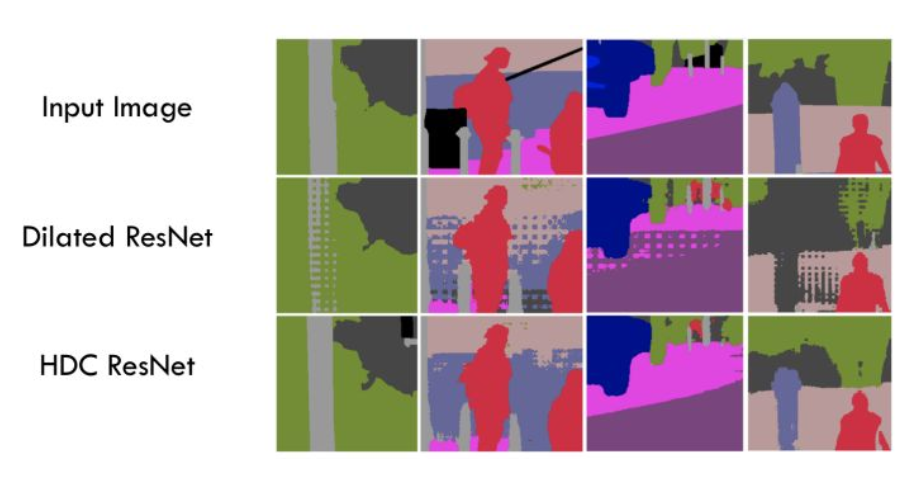 Input Image
Dilated ResNet
HDC ResNet